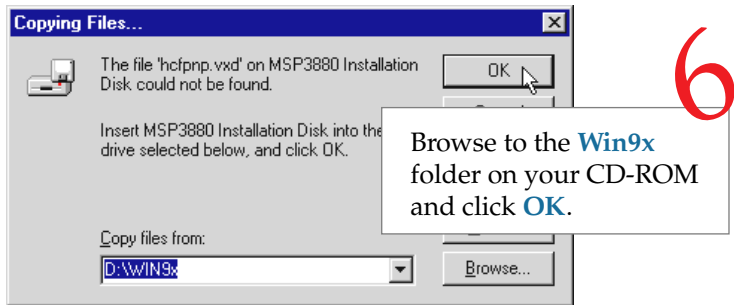 Copying Files...
The file 'hcfpnp.vxd' on MSP3880 Installation
Disk could not be found.
OK
6
Insert MSP3880 Installation Disk into the
drive selected below, and click OK.
Browse to the Win9x
folder on your CD-ROM
and click OK.
Copy files from:
D:\WIN9x
Browse...